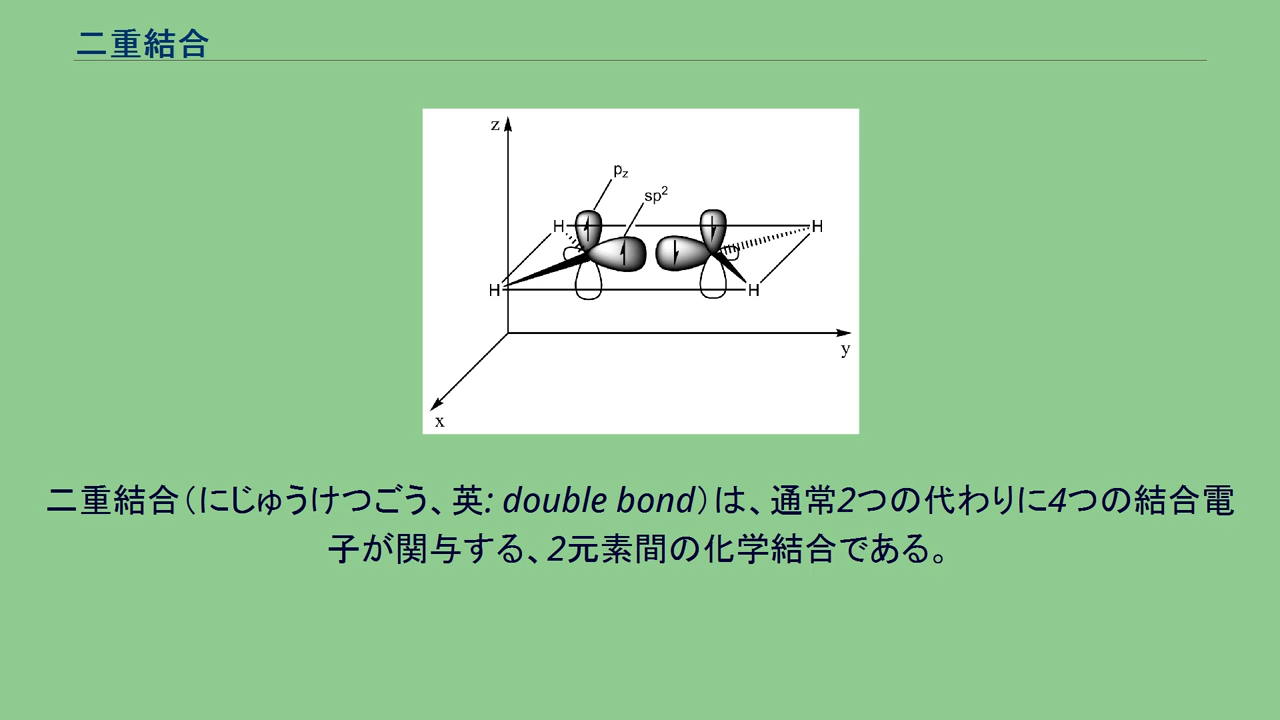 二重結合
z
p_z
sp²
H
H
H
H
y
x
二重結合（にじゅうけつごう、英: double bond）は、通常2つの代わりに4つの結合電
子が関与する、2元素間の化学結合である。